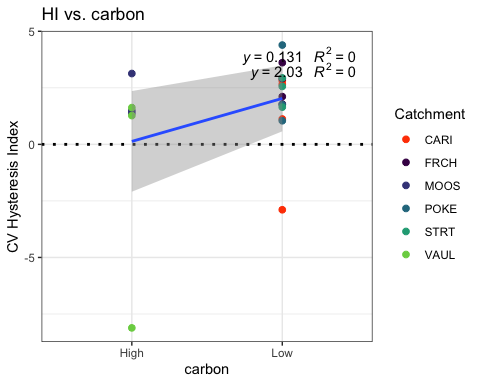 HI vs. carbon
5
y = 0.131 R² = 0
y = 2.03 R² = 0
0
-5
CV Hysteresis Index
High Low
carbon
Catchment
CARI
FRCH
MOOS
POKE
STRT
VAUL